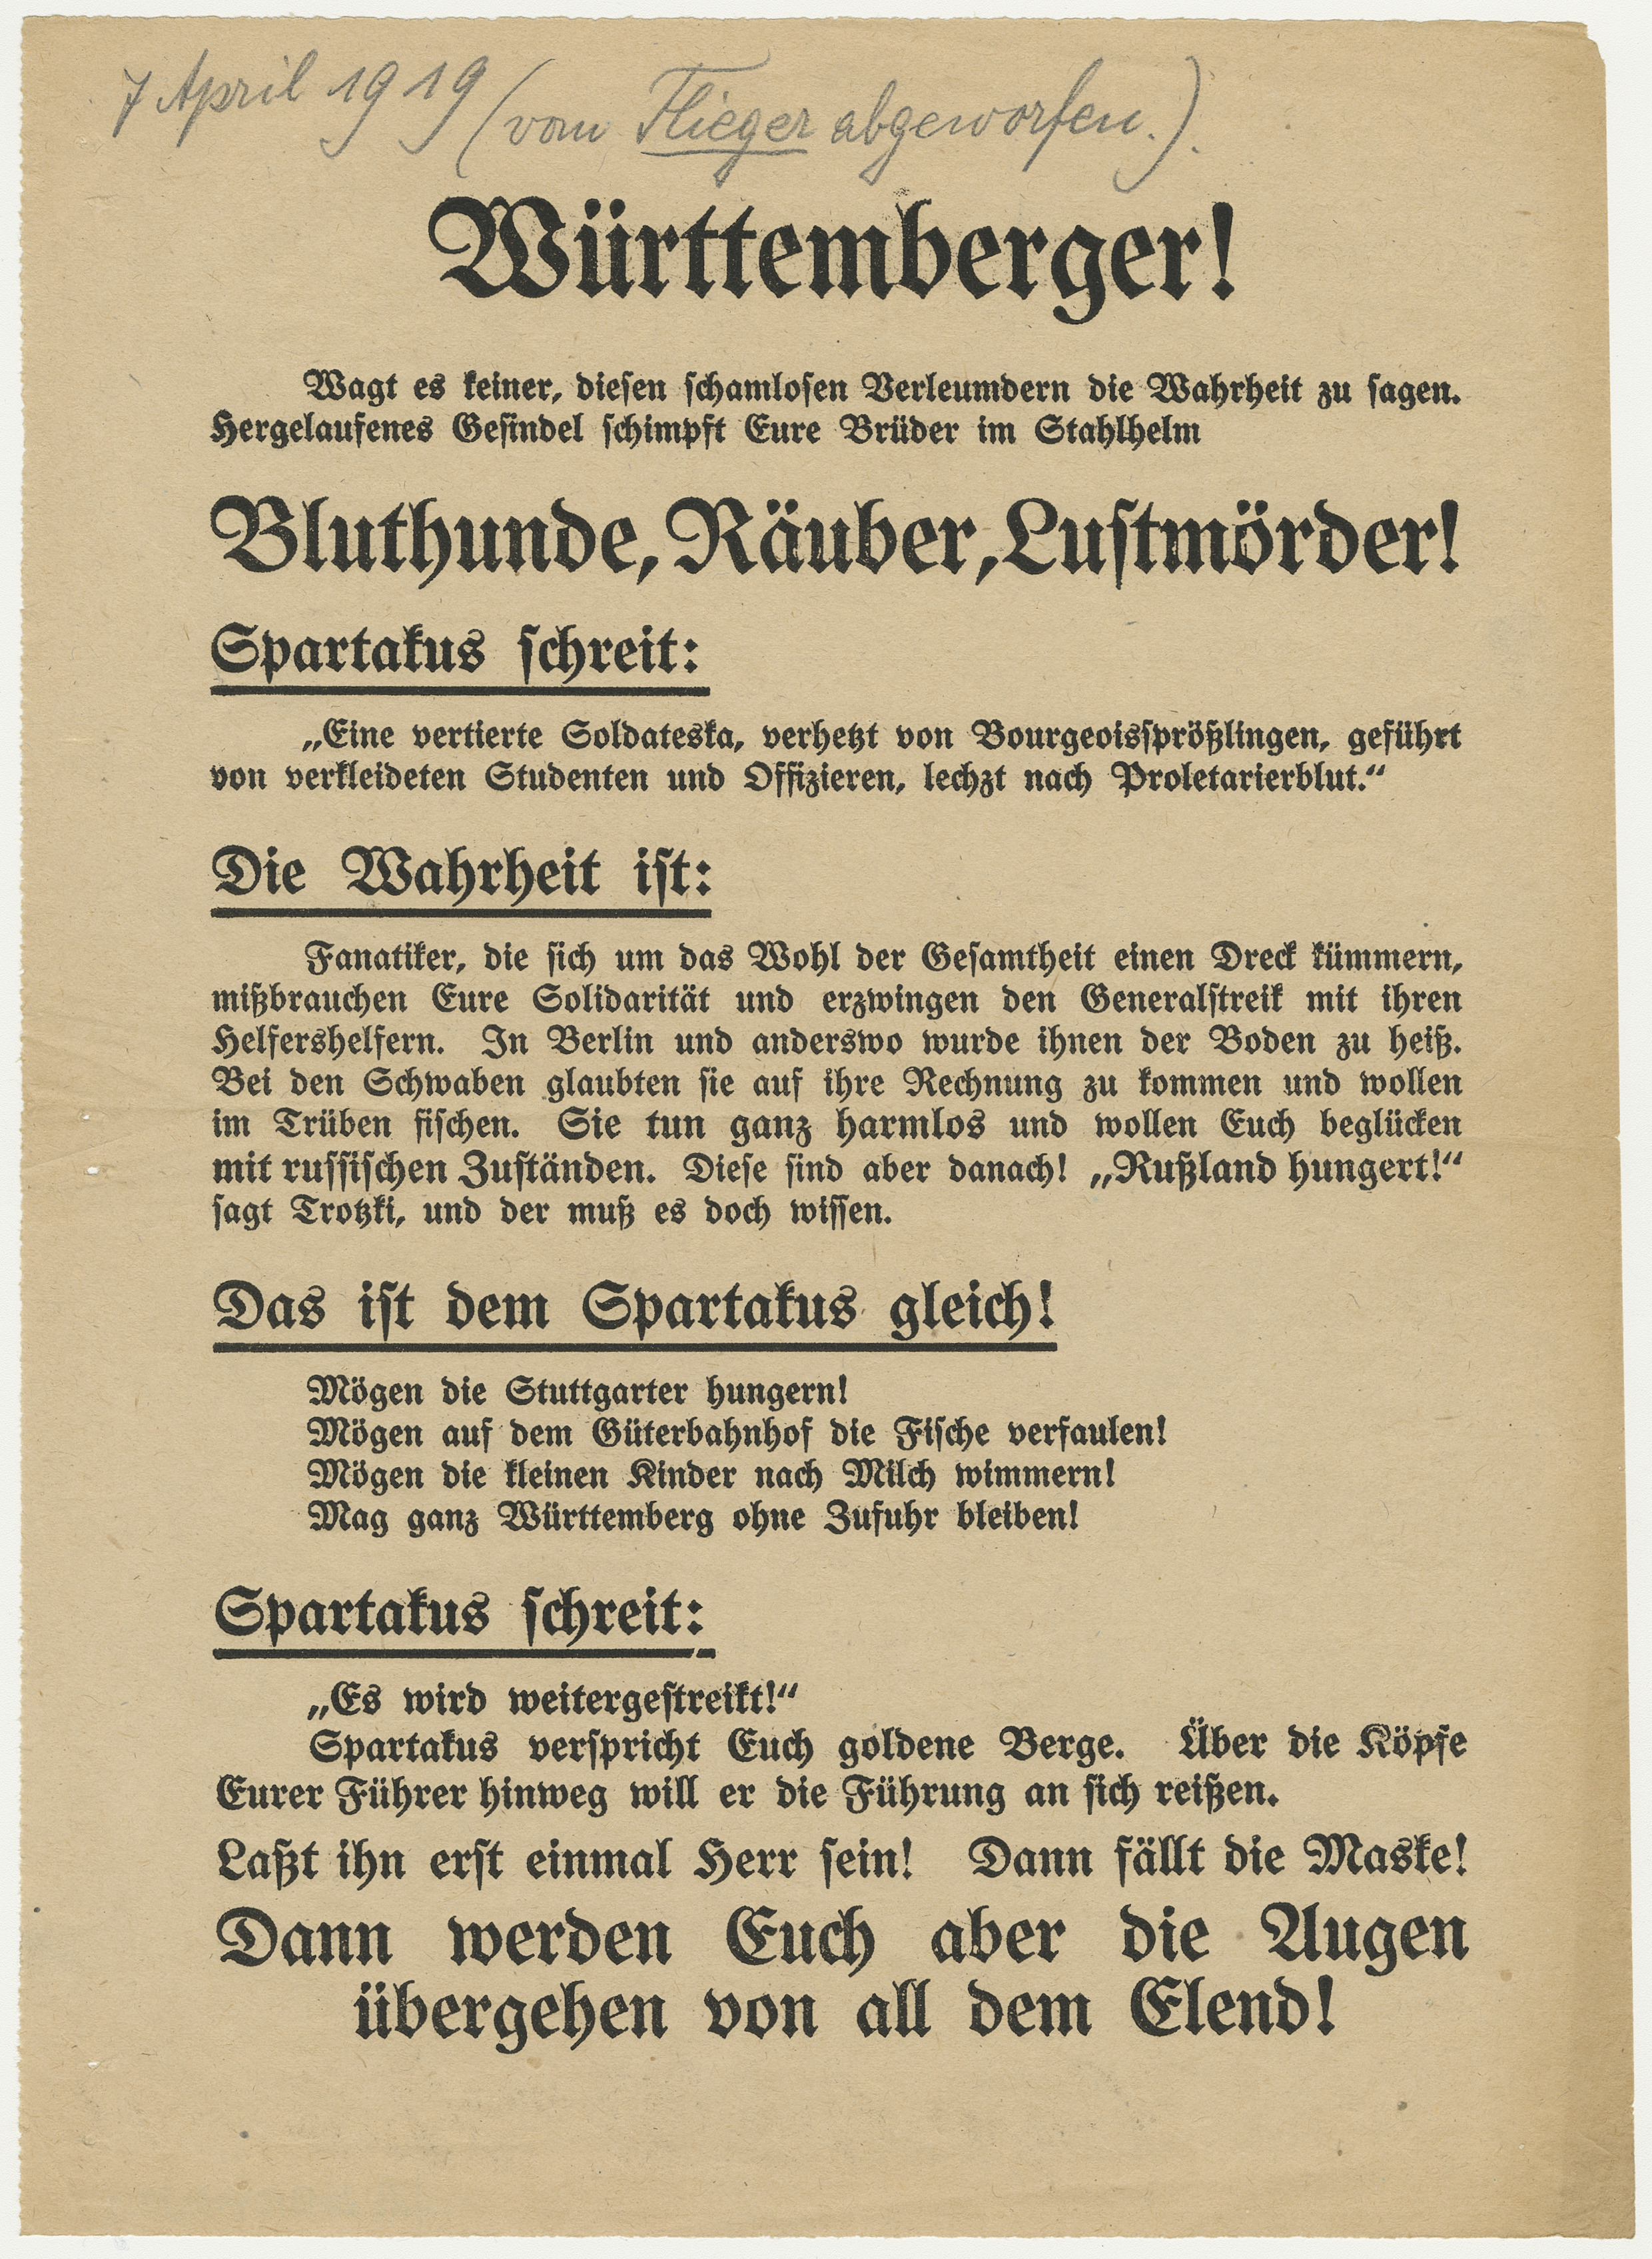 7 April 1919 (vom Flieger abgeworfen.).
Württemberger!
Wagt es keiner, diesen schamlosen Verleumdern die Wahrheit zu sagen.
Hergelaufenes Gesindel schimpft Eure Brüder im Stahlhelm
Bluthunde, Räuber, Lustmörder!
Spartakus schreit:
„Eine vertierte Soldateska, verhetzt von Bourgeoissprößlingen, geführt
von verkleideten Studenten und Offizieren, lechzt nach Proletarierblut.“
Die Wahrheit ist:
Fanatiker, die sich um das Wohl der Gesamtheit einen Dreck kümmern,
mißbrauchen Eure Solidarität und erzwingen den Generalstreik mit ihren
Helfershelfern. In Berlin und anderswo wurde ihnen der Boden zu heiß.
Bei den Schwaben glaubten sie auf ihre Rechnung zu kommen und wollen
im Trüben fischen. Sie tun ganz harmlos und wollen Euch beglücken
mit russischen Zuständen. Diese sind aber danach! „Rußland hungert!“
sagt Trotzki, und der muß es doch wissen.
Das ist dem Spartakus gleich!
Mögen die Stuttgarter hungern!
Mögen auf dem Güterbahnhof die Fische verfaulen!
Mögen die kleinen Kinder nach Milch wimmern!
Mag ganz Württemberg ohne Zufuhr bleiben!
Spartakus schreit:
„Es wird weitergestreikt!“
Spartakus verspricht Euch goldene Berge. Über die Köpfe
Eurer Führer hinweg will er die Führung an sich reißen.
Laßt ihn erst einmal Herr sein! Dann fällt die Maske!
Dann werden Euch aber die Augen
übergehen von all dem Elend!